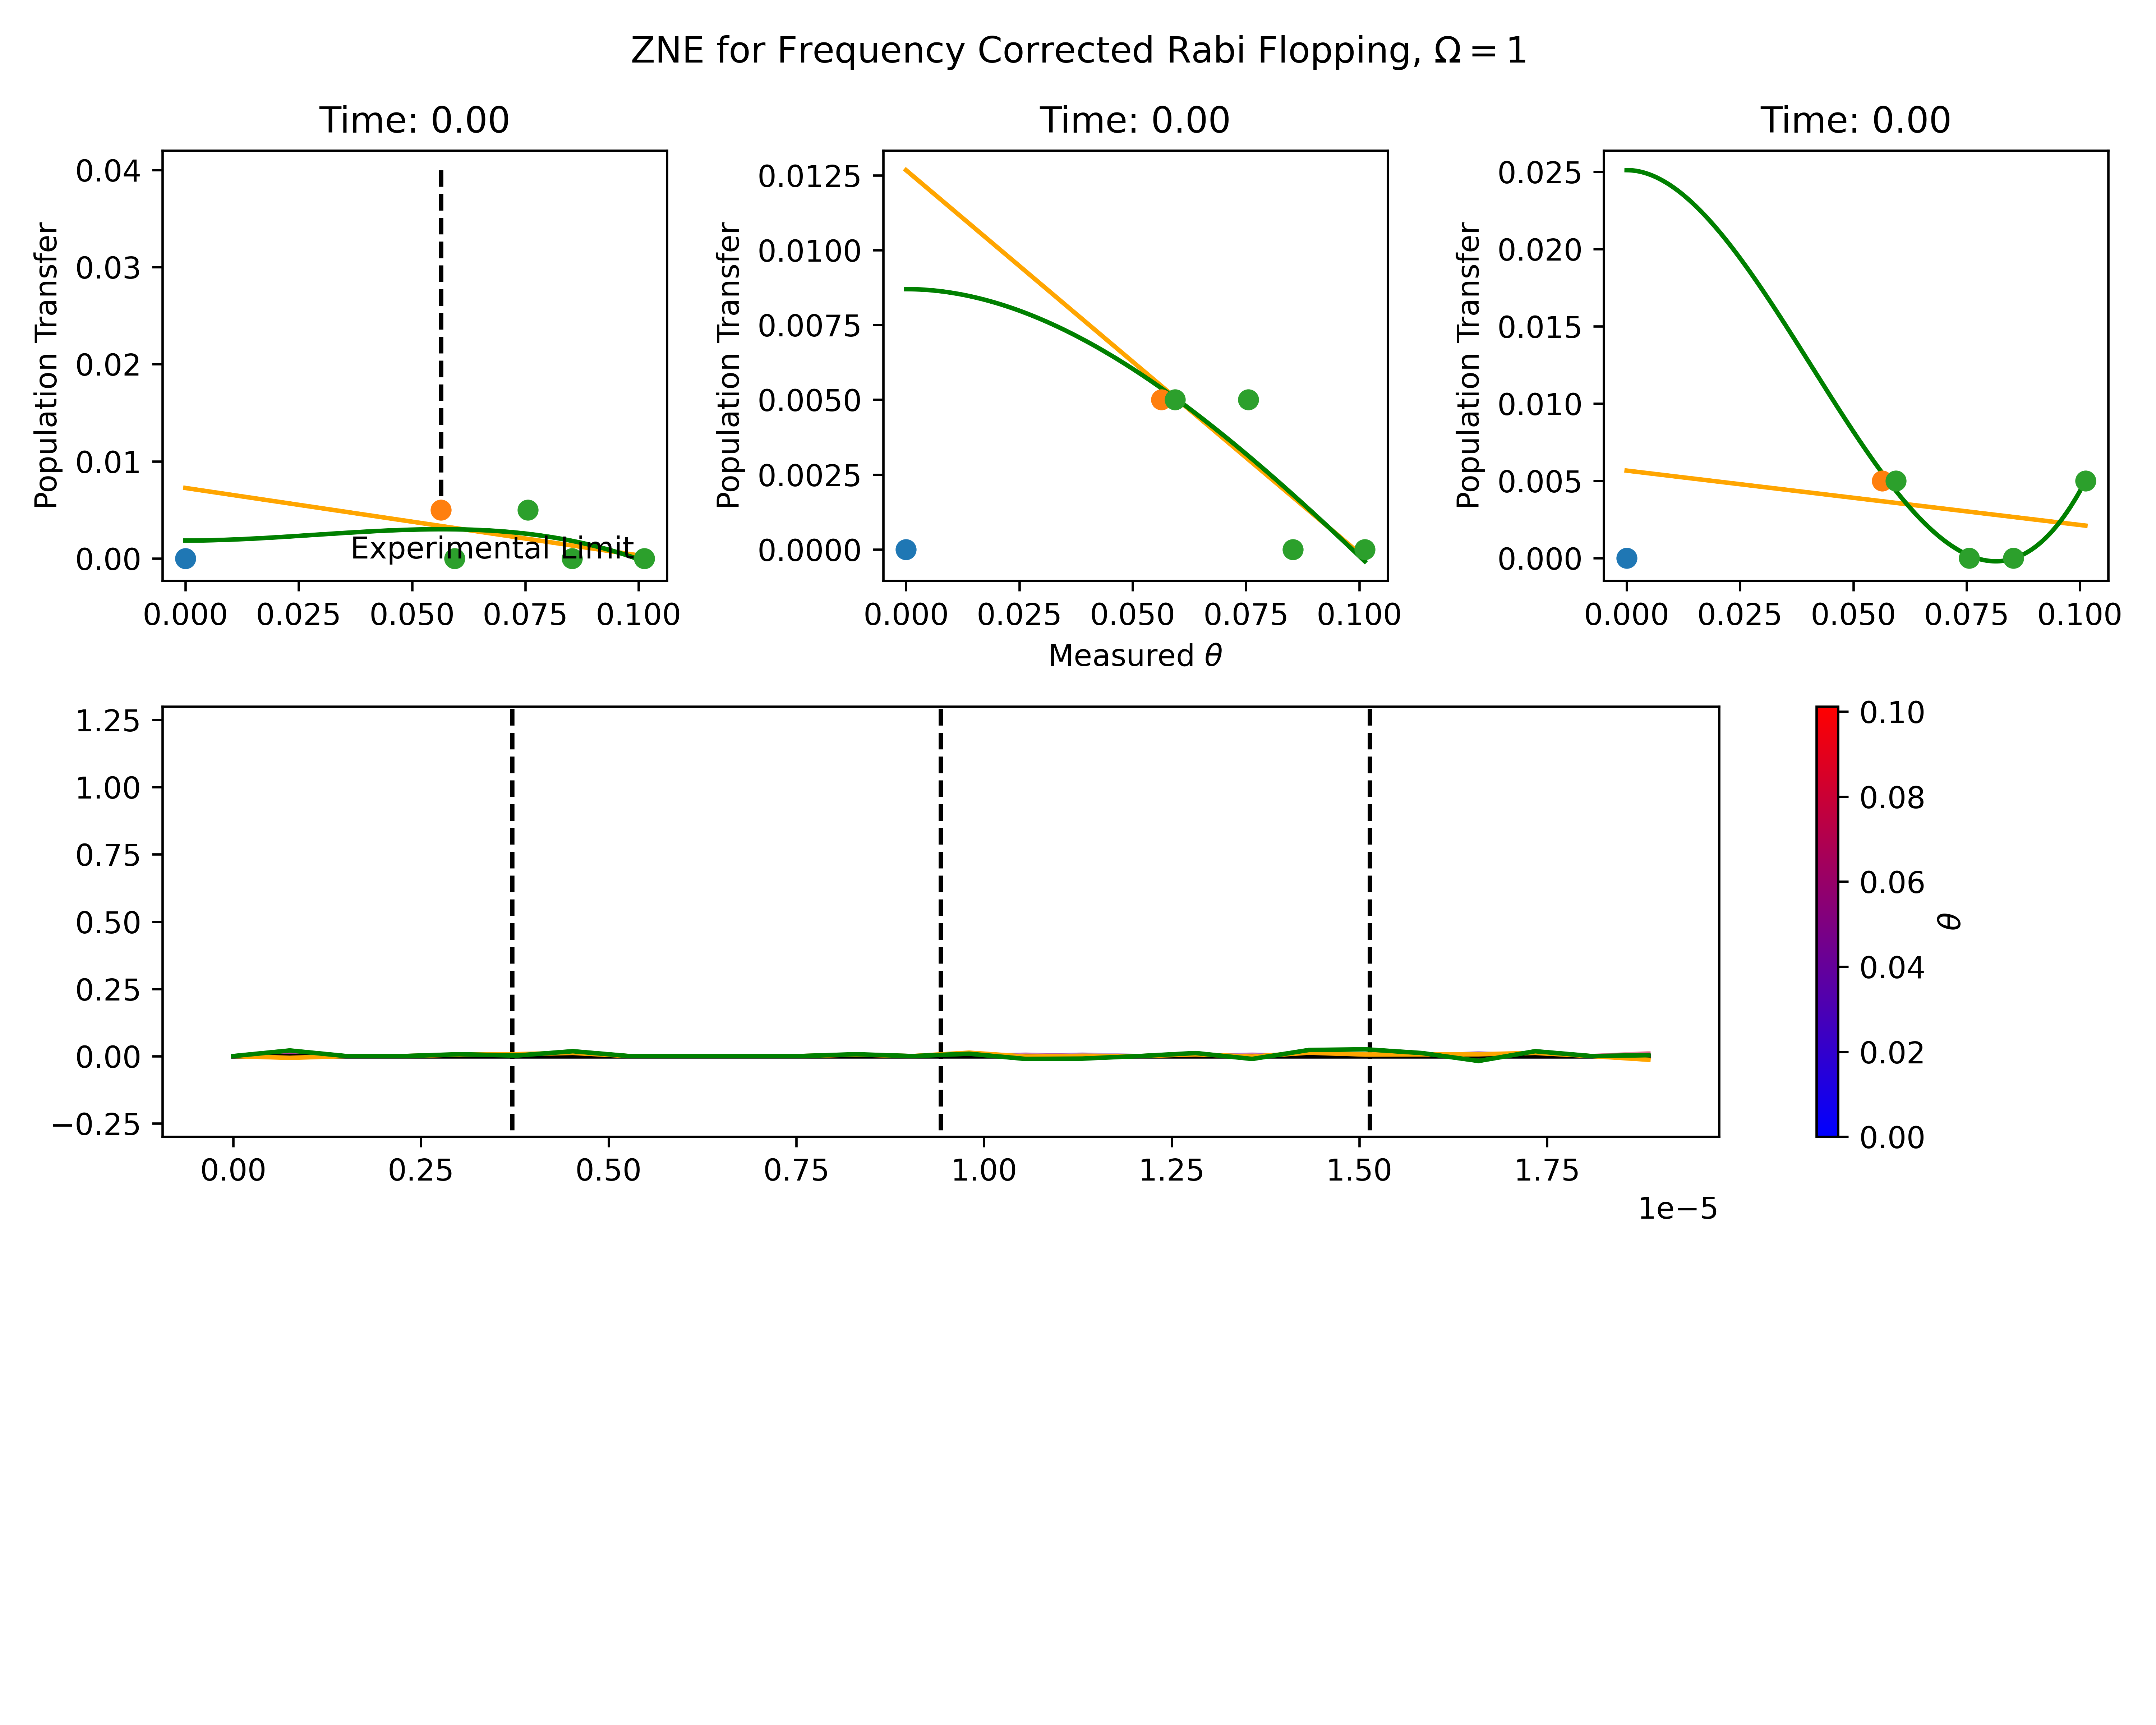 ZNE for Frequency Corrected Rabi Flopping, Ω = 1
Time: 0.00
Time: 0.00
Time: 0.00
Population Transfer
0.04
0.03
0.02
0.01
0.00
Experimental Limit
0.000 0.025 0.050 0.075 0.100
Population Transfer
0.0125
0.0100
0.0075
0.0050
0.0025
0.0000
0.000 0.025 0.050 0.075 0.100
Measured θ
Population Transfer
0.025
0.020
0.015
0.010
0.005
0.000
0.000 0.025 0.050 0.075 0.100
1.25
1.00
0.75
0.50
0.25
0.00
−0.25
0.00 0.25 0.50 0.75 1.00 1.25 1.50 1.75
1e−5
0.10
0.08
0.06
0.04
0.02
0.00
θ